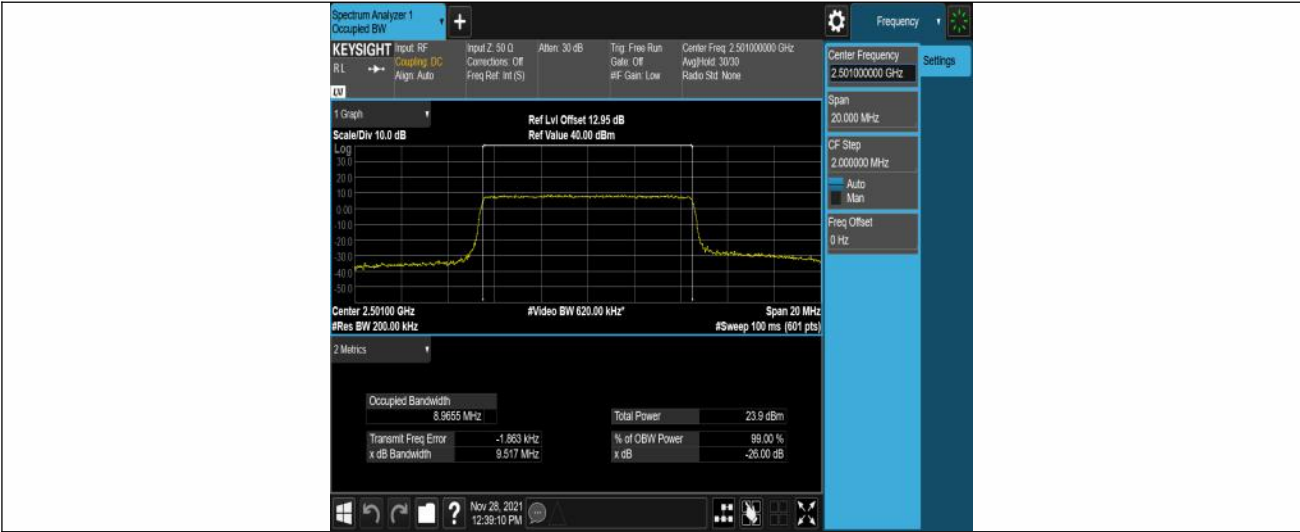 Spectrum Analyzer 1
Occupied BW
+
Frequency
KEYSIGHT
RL
Input: RF
Coupling: DC
Align: Auto
Input Z: 50 Ω
Corrections: Off
Freq Ref: Int (S)
Atten: 30 dB
Trig: Free Run
Gate: Off
#IF Gain: Low
Center Freq: 2.501000000 GHz
Avg|Hold: 30/30
Radio Std: None
Center Frequency
2.501000000 GHz
Settings
Span
20.000 MHz
CF Step
2.000000 MHz
Auto
Man
Freq Offset
0 Hz
1 Graph
Scale/Div 10.0 dB
Ref Lvl Offset 12.95 dB
Ref Value 40.00 dBm
Log
30.0
20.0
10.0
0.00
-10.0
-20.0
-30.0
-40.0
-50.0
Center 2.50100 GHz
#Res BW 200.00 kHz
#Video BW 620.00 kHz*
Span 20 MHz
#Sweep 100 ms (601 pts)
2 Metrics
Occupied Bandwidth
8.9655 MHz
Transmit Freq Error -1.863 kHz
x dB Bandwidth 9.517 MHz
Total Power 23.9 dBm
% of OBW Power 99.00 %
x dB -26.00 dB
?
Nov 28, 2021
12:39:10 PM